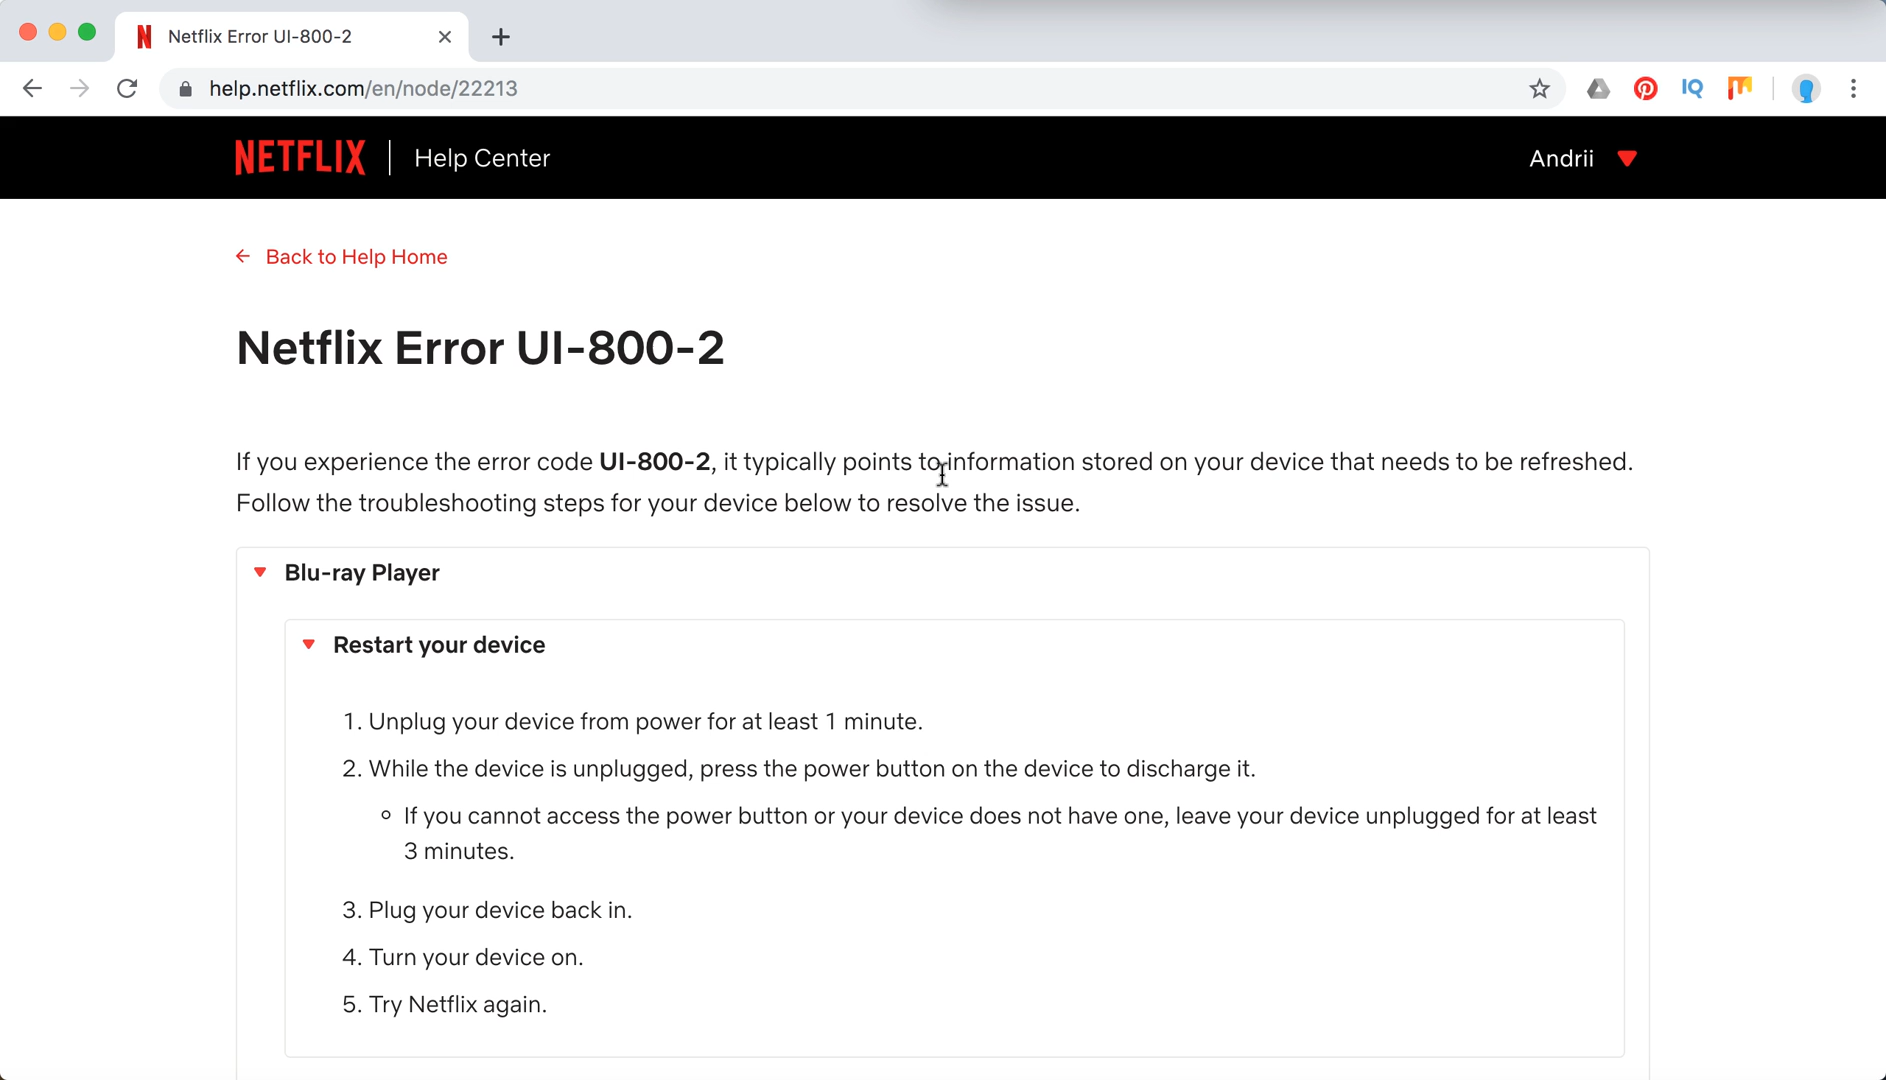 Netflix Error UI-800-2
help.netflix.com/en/node/22213
IQ
NETFLIX
Help Center
Andrii
Back to Help Home
Netflix Error UI-800-2
If you experience the error code UI-800-2, it typically points to information stored on your device that needs to be refreshed.
Follow the troubleshooting steps for your device below to resolve the issue.
Blu-ray Player
Restart your device
1. Unplug your device from power for at least 1 minute.
2. While the device is unplugged, press the power button on the device to discharge it.
If you cannot access the power button or your device does not have one, leave your device unplugged for at least
3 minutes.
3. Plug your device back in.
4. Turn your device on.
5. Try Netflix again.